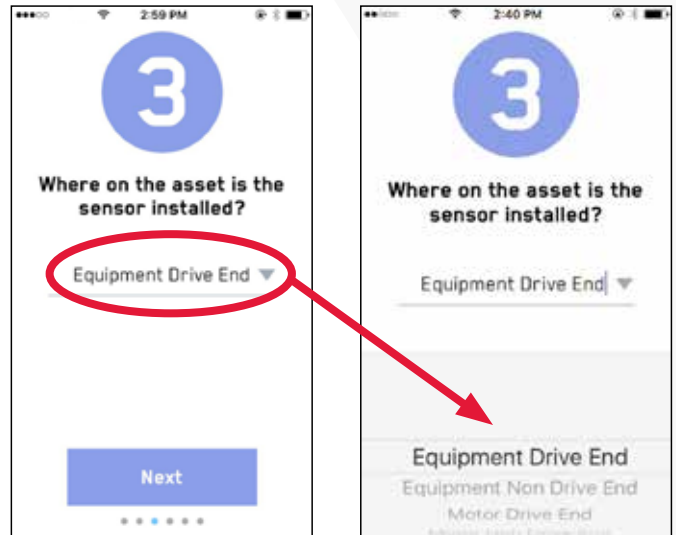 2:59 PM
3
Where on the asset is the
sensor installed?
Equipment Drive End
Next
2:40 PM
3
Where on the asset is the
sensor installed?
Equipment Drive End
Equipment Drive End
Equipment Non Drive End
Motor Drive End